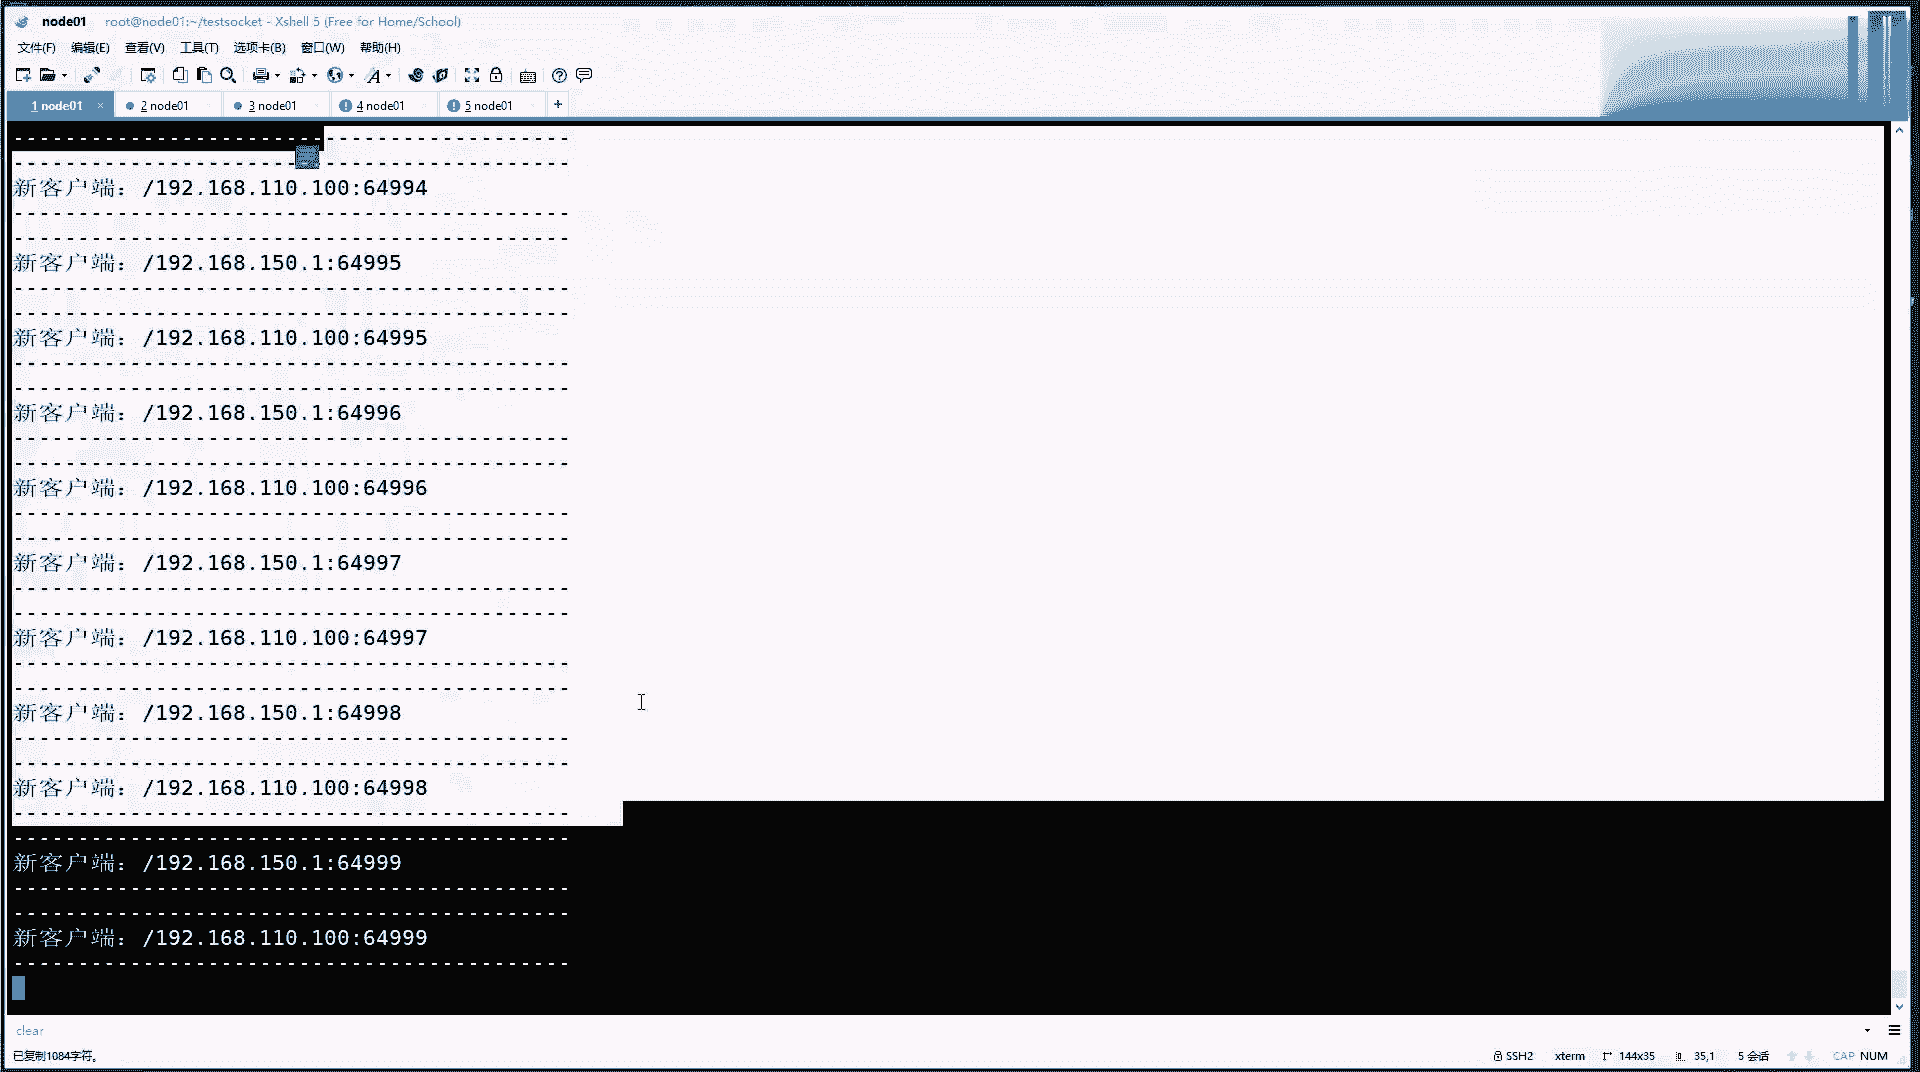 node01 root@node01:~/testsocket - Xshell 5 (Free for Home/School)
文件(F) 编辑(E) 查看(V) 工具(T) 选项卡(B) 窗口(W) 帮助(H)
1 node01 × 2 node01 3 node01 4 node01 5 node01 +
-------------------------------------------
-------------------------------------------
新客户端: /192.168.110.100:64994
-------------------------------------------
-------------------------------------------
新客户端: /192.168.150.1:64995
-------------------------------------------
-------------------------------------------
新客户端: /192.168.110.100:64995
-------------------------------------------
-------------------------------------------
新客户端: /192.168.150.1:64996
-------------------------------------------
-------------------------------------------
新客户端: /192.168.110.100:64996
-------------------------------------------
-------------------------------------------
新客户端: /192.168.150.1:64997
-------------------------------------------
-------------------------------------------
新客户端: /192.168.110.100:64997
-------------------------------------------
-------------------------------------------
新客户端: /192.168.150.1:64998
-------------------------------------------
-------------------------------------------
新客户端: /192.168.110.100:64998
-------------------------------------------
-------------------------------------------
新客户端: /192.168.150.1:64999
-------------------------------------------
-------------------------------------------
新客户端: /192.168.110.100:64999
-------------------------------------------
clear
已复制1084字符。 SSH2 xterm 144x35 35,1 5 会话 CAP NUM